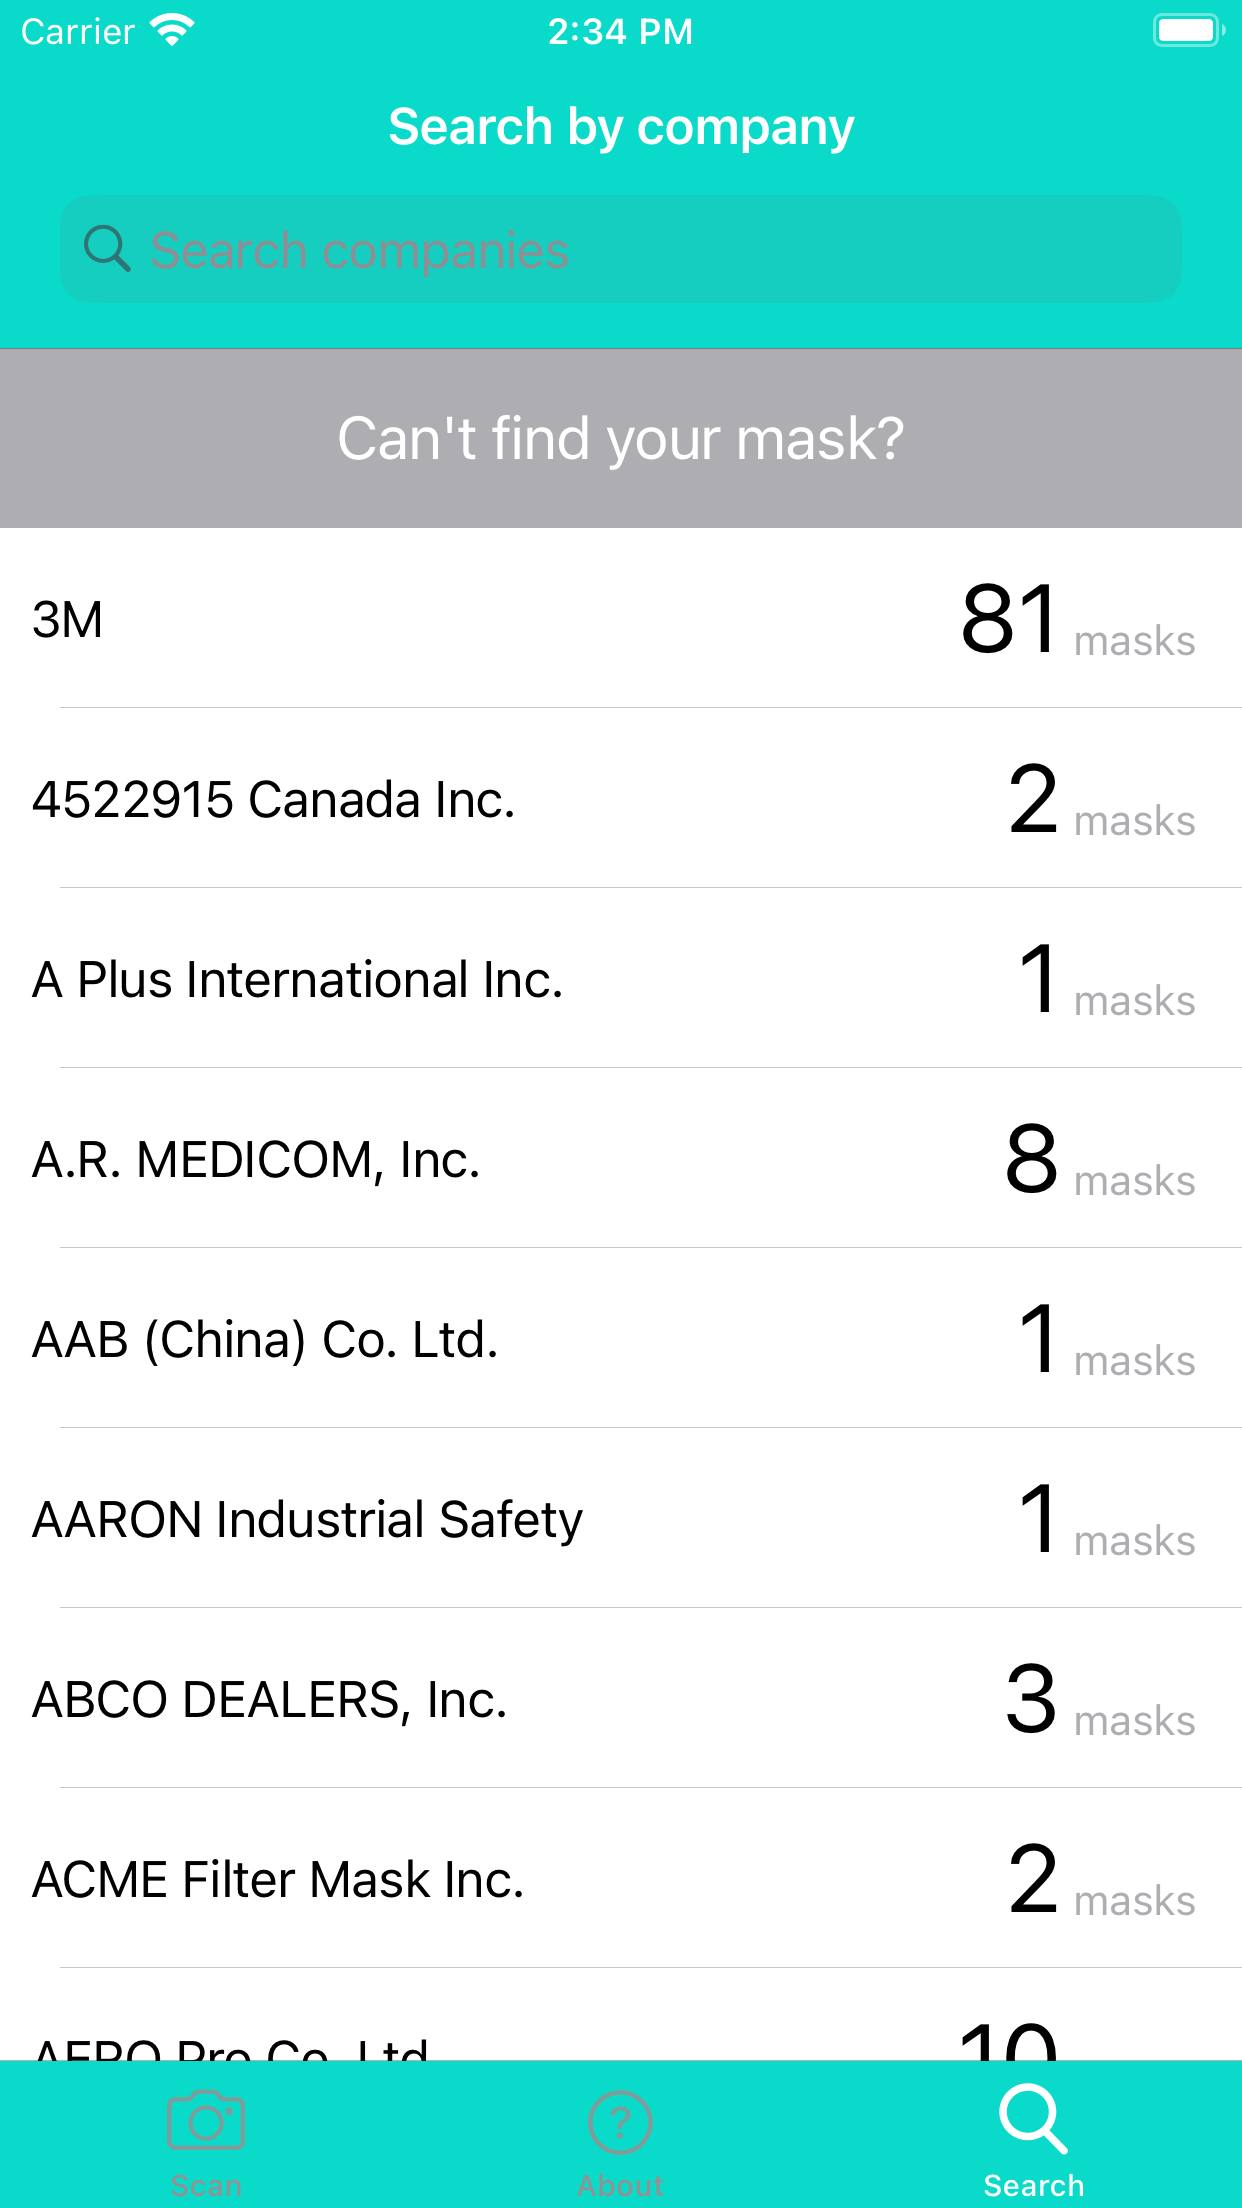 Carrier 2:34 PM
Search by company
Search companies
Can't find your mask?
3M 81 masks
4522915 Canada Inc. 2 masks
A Plus International Inc. 1 masks
A.R. MEDICOM, Inc. 8 masks
AAB (China) Co. Ltd. 1 masks
AARON Industrial Safety 1 masks
ABCO DEALERS, Inc. 3 masks
ACME Filter Mask Inc. 2 masks
AERO Pro Co. Ltd. 10
Scan ? About Search